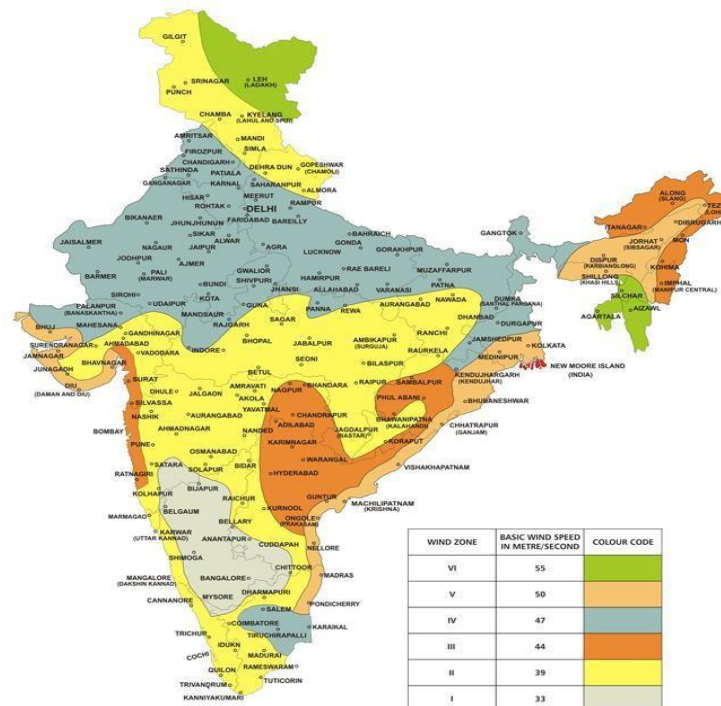 GILGIT
LEH
(LADAKH)
SRINAGAR
PUNCH
KYELANG
(LAHUL AND SPITI)
CHAMBA
AMRITSAR
MANDI
SIMLA
FIROZPUR
CHANDIGARH
GOPESHWAR
(CHAMOLI)
SATHINDA
PATIALA
DEHRA DUN
GANGANAGAR
KARNAL
SAHARANPUR
ALMORA
HISAR
MEERUT
RAMPUR
ROHTAK
DELHI
FARIDABAD
BAREILLY
BIKANAER
JHUNJHUNUN
SIKAR
ALWAR
BAHRAICH
JAISALMER
NAGAUR
JAIPUR
AGRA
GONDA
LUCKNOW
GORAKHPUR
JODHPUR
AJMER
GWALIOR
RAE BARELI
MUZAFFARPUR
BARMER
PALI
(MARWAR)
SHIVPURI
HAMIRPUR
PATNA
BUNDI
JHANSI
ALLAHABAD
VARANASI
SIROHI
UDAIPUR
KOTA
GUNA
PANNA
REWA
AURANGABAD
NAWADA
DUMKA
(SANTHAL PARGANA)
PALANPUR
(BANASKANTHA)
MANDSAUR
RAJGARH
SAGAR
DHANBAD
DURGAPUR
BHUJ
MAHESANA
GANDHINAGAR
BHOPAL
JABALPUR
AMBIKAPUR
(SURGUJA)
RANCHI
JAMSHEDPUR
KOLKATA
SURENDRANAGAR
AHMADABAD
INDORE
RAURKELA
MEDINIPUR
JAMNAGAR
VADODARA
SEONI
BILASPUR
BHAVNAGAR
BETUL
KENDUJHARGARH
(KENDUJHAR)
NEW MOORE ISLAND
(INDIA)
JUNAGADH
SURAT
DHULE
JALGAON
AMRAVATI
NAGPUR
BHANDARA
RAIPUR
SAMBALPUR
DIU
(DAMAN AND DIU)
AKOLA
PHULABANI
SILVASSA
YAVATMAL
BHUBANESHWAR
NASHIK
AURANGABAD
CHANDRAPUR
BHAWANIPATNA
(KALAHANDI)
BOMBAY
AHMADNAGAR
NANDED
ADILABAD
JAGDALPUR
(BASTAR)
CHHATRAPUR
(GANJAM)
PUNE
KARIMNAGAR
KORAPUT
OSMANABAD
SATARA
SOLAPUR
BIDAR
WARANGAL
VISHAKHAPATNAM
RATNAGIRI
HYDERABAD
KOLHAPUR
BIJAPUR
RAICHUR
GUNTUR
MACHILIPATNAM
(KRISHNA)
MARMAGAO
BELGAUM
KURNOOL
ONGOLE
(PRAKASAM)
KARWAR
(UTTAR KANNAD)
BELLARY
ANANTAPUR
CUDDAPAH
NELLORE
SHIMOGA
CHITTOOR
MANGALORE
(DAKSHIN KANNAD)
BANGALORE
MADRAS
MYSORE
DHARMAPURI
CANNANORE
SALEM
PONDICHERRY
COIMBATORE
TIRUCHIRAPALLI
KARAIKAL
TRICHUR
IDUKN
MADURAI
COCHI
RAMESWARAM
QUILON
TUTICORIN
TRIVANDRUM
KANNIYAKUMARI
GANGTOK
ALONG
(SLANG)
TEZ
(LOH
ITANAGAR
DIBRUGARH
JORHAT
(SIBSAGAR)
MON
DISPUR
(KARBIANGLONG)
KOHIMA
SHILLONG
(KHASI HILLS)
IMPHAL
(MANIPUR CENTRAL)
SILCHAR
AGARTALA
AIZAWL
WIND ZONE
BASIC WIND SPEED
IN METRE/SECOND
COLOUR CODE
VI 55
V 50
IV 47
III 44
II 39
I 33